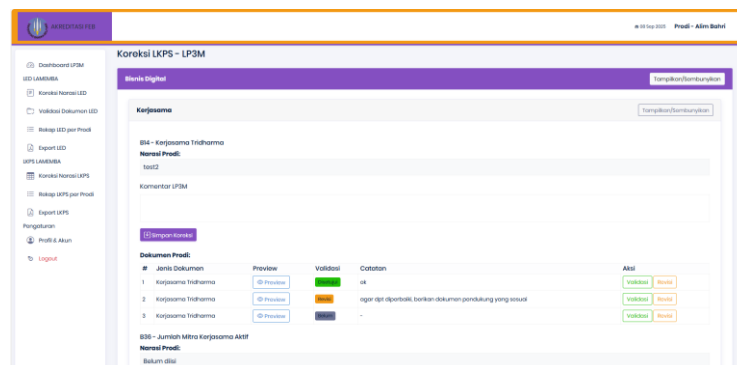 AKREDITASI FEB
03 Sep 2025 Prodi - Alim Bahri
Dashboard LP3M
LED LAMEMBA
Koreksi Narasi LED
Validasi Dokumen LED
Rekap LED per Prodi
Export LED
LKPS LAMEMBA
Koreksi Narasi LKPS
Rekap LKPS per Prodi
Export LKPS
Pengaturan
Profil & Akun
Logout
Koreksi LKPS - LP3M
Bisnis Digital Tampilkan/Sembunyikan
Kerjasama Tampilkan/Sembunyikan
B14 - Kerjasama Tridharma
Narasi Prodi:
test2
Komentar LP3M
Simpan Koreksi
Dokumen Prodi:
# Jenis Dokumen Preview Validasi Catatan Aksi
1 Kerjasama Tridharma Preview Disetujui ok Validasi Revisi
2 Kerjasama Tridharma Preview Revisi agar dpt diperbaiki, berikan dokumen pendukung yang sesuai Validasi Revisi
3 Kerjasama Tridharma Preview Belum - Validasi Revisi
B36 - Jumlah Mitra Kerjasama Aktif
Narasi Prodi:
Belum diisi